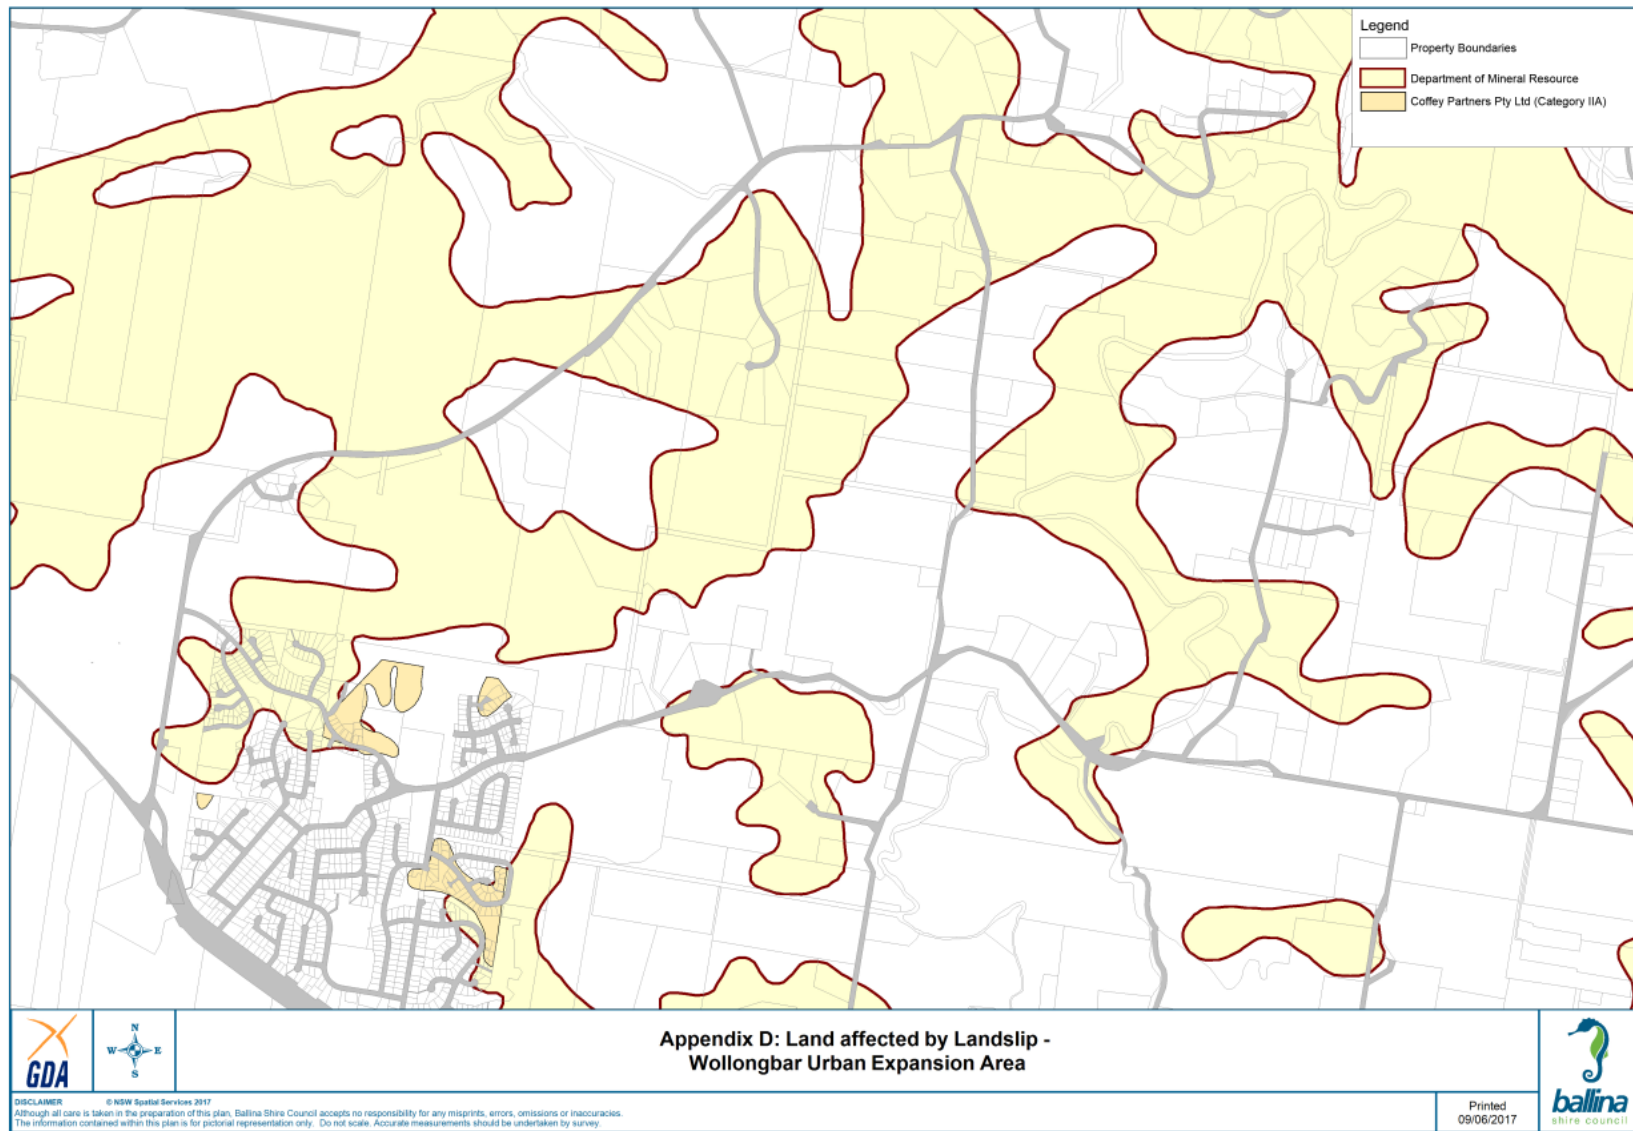 Legend
Property Boundaries
Department of Mineral Resource
Coffey Partners Pty Ltd (Category IIA)
GDA
N
W E
S
Appendix D: Land affected by Landslip -
Wollongbar Urban Expansion Area
ballina
shire council
DISCLAIMER © NSW Spatial Services 2017
Although all care is taken in the preparation of this plan, Ballina Shire Council accepts no responsibility for any misprints, errors, omissions or inaccuracies.
The information contained within this plan is for pictorial representation only. Do not scale. Accurate measurements should be undertaken by survey.
Printed
09/06/2017